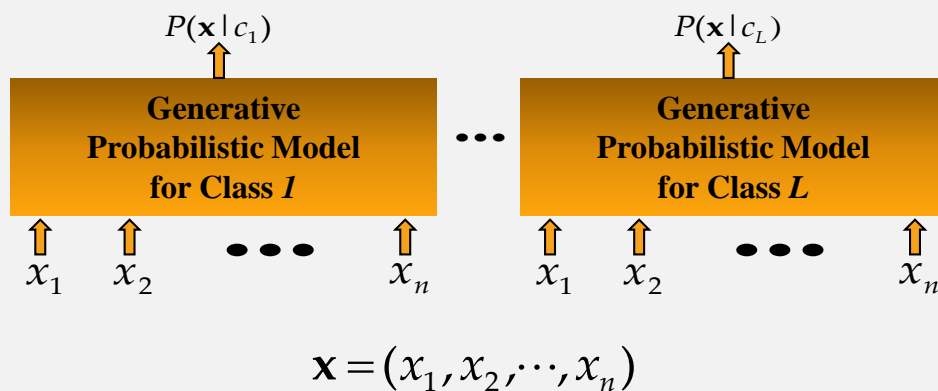 P(x | c₁) P(x | c_L)
Generative Probabilistic Model for Class 1
•••
Generative Probabilistic Model for Class L
x₁ x₂ ••• xₙ x₁ x₂ ••• xₙ
x = (x₁, x₂, ⋯, xₙ)